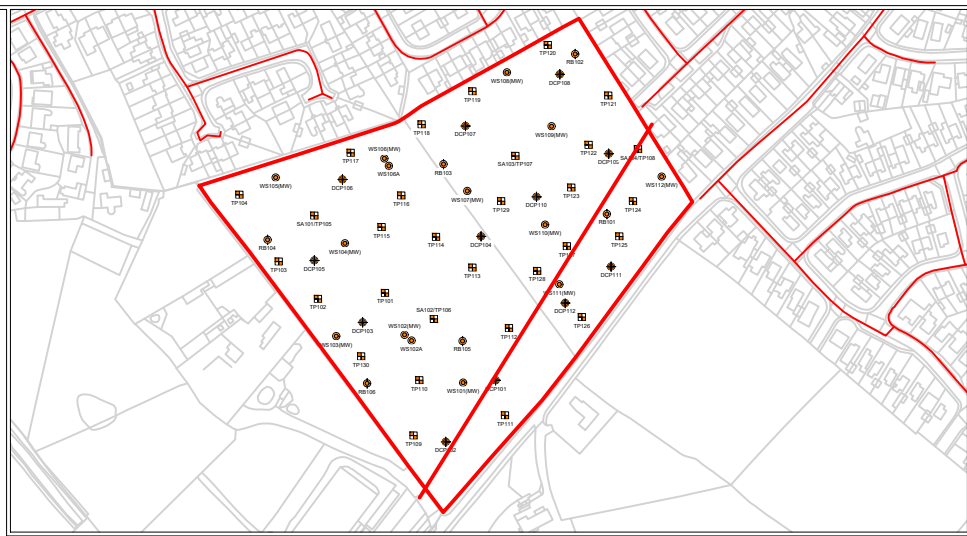 TP120
RB102
WS108(MW)
DCP108
TP119
TP121
TP118
DCP107
WS109(MW)
TP117
WS106(MW)
WS106A
RB103
SA103/TP107
TP122
DCP105
SA104/TP108
WS105(MW)
DCP106
WS112(MW)
TP104
TP116
WS107(MW)
TP129
DCP110
TP123
TP124
SA101/TP105
RB101
TP115
WS110(MW)
RB104
WS104(MW)
TP114
DCP104
TP125
TP103
DCP105
TP113
TP128
DCP111
TP102
TP101
WS111(MW)
DCP112
SA102/TP106
TP126
DCP103
WS103(MW)
WS102(MW)
WS102A
RB105
TP112
TP130
RB106
TP110
WS101(MW)
DCP101
TP111
TP109
DCP102